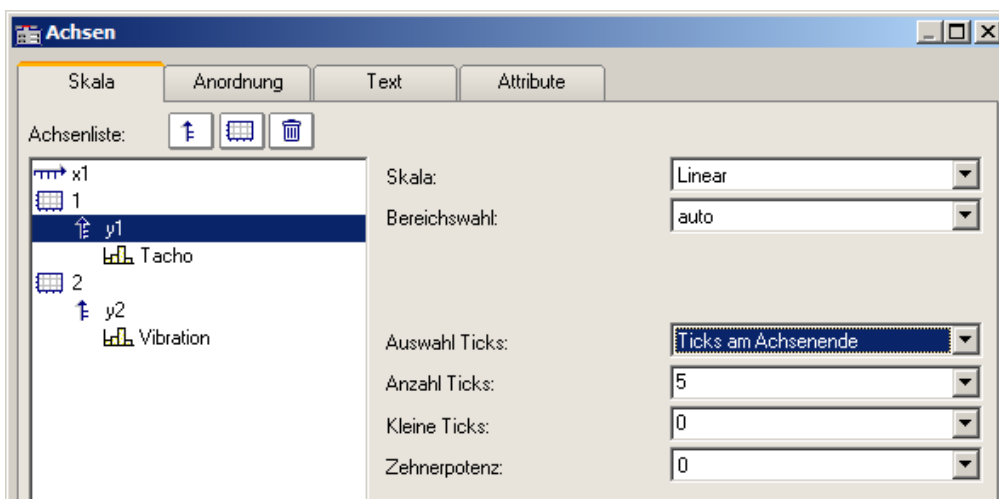 Achsen
Skala Anordnung Text Attribute
Achsenliste:
x1
1
y1
Tacho
2
y2
Vibration
Skala: Linear
Bereichswahl: auto
Auswahl Ticks: Ticks am Achsenende
Anzahl Ticks: 5
Kleine Ticks: 0
Zehnerpotenz: 0